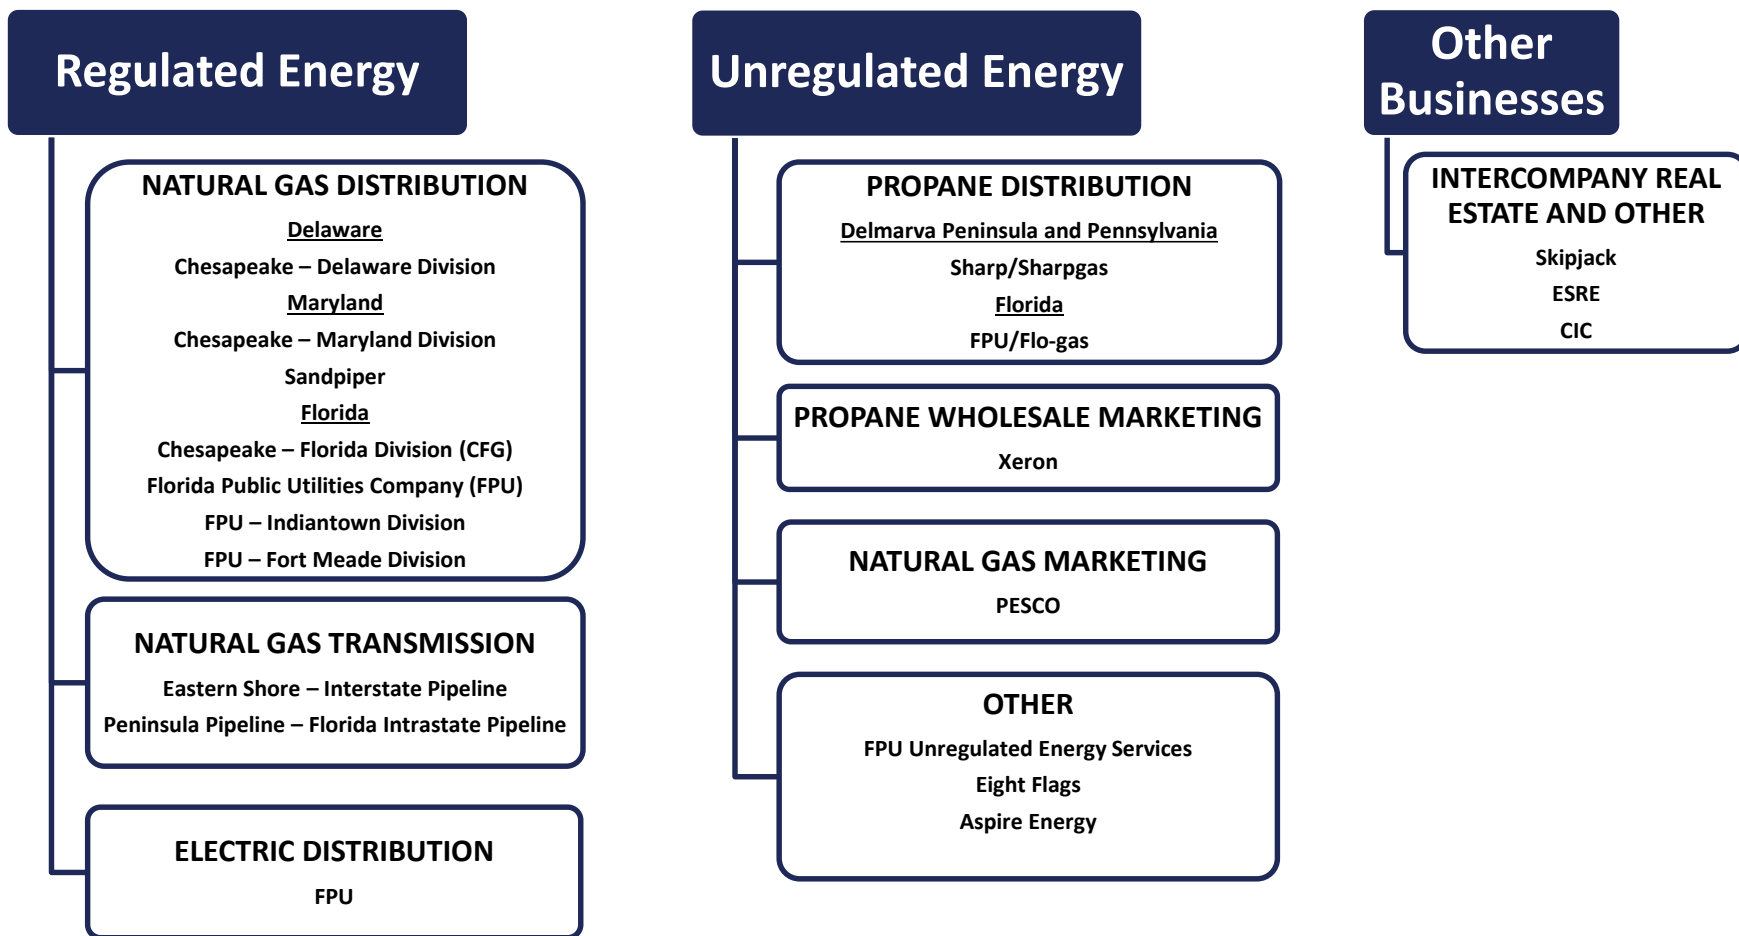 Regulated Energy
NATURAL GAS DISTRIBUTION
Delaware
Chesapeake – Delaware Division
Maryland
Chesapeake – Maryland Division
Sandpiper
Florida
Chesapeake – Florida Division (CFG)
Florida Public Utilities Company (FPU)
FPU – Indiantown Division
FPU – Fort Meade Division
NATURAL GAS TRANSMISSION
Eastern Shore – Interstate Pipeline
Peninsula Pipeline – Florida Intrastate Pipeline
ELECTRIC DISTRIBUTION
FPU
Unregulated Energy
PROPANE DISTRIBUTION
Delmarva Peninsula and Pennsylvania
Sharp/Sharpgas
Florida
FPU/Flo-gas
PROPANE WHOLESALE MARKETING
Xeron
NATURAL GAS MARKETING
PESCO
OTHER
FPU Unregulated Energy Services
Eight Flags
Aspire Energy
Other
Businesses
INTERCOMPANY REAL
ESTATE AND OTHER
Skipjack
ESRE
CIC